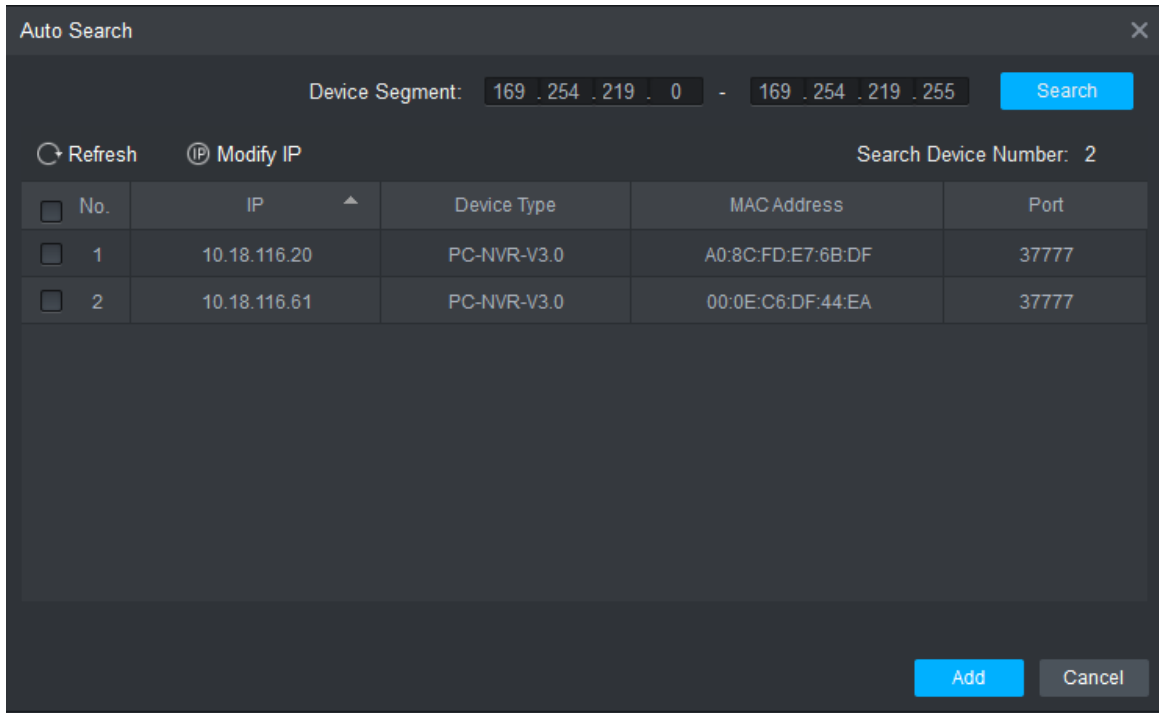 Auto Search
Device Segment: 169 . 254 . 219 . 0 - 169 . 254 . 219 . 255 Search
Refresh IP Modify IP Search Device Number: 2
No. IP Device Type MAC Address Port
1 10.18.116.20 PC-NVR-V3.0 A0:8C:FD:E7:6B:DF 37777
2 10.18.116.61 PC-NVR-V3.0 00:0E:C6:DF:44:EA 37777
Add Cancel